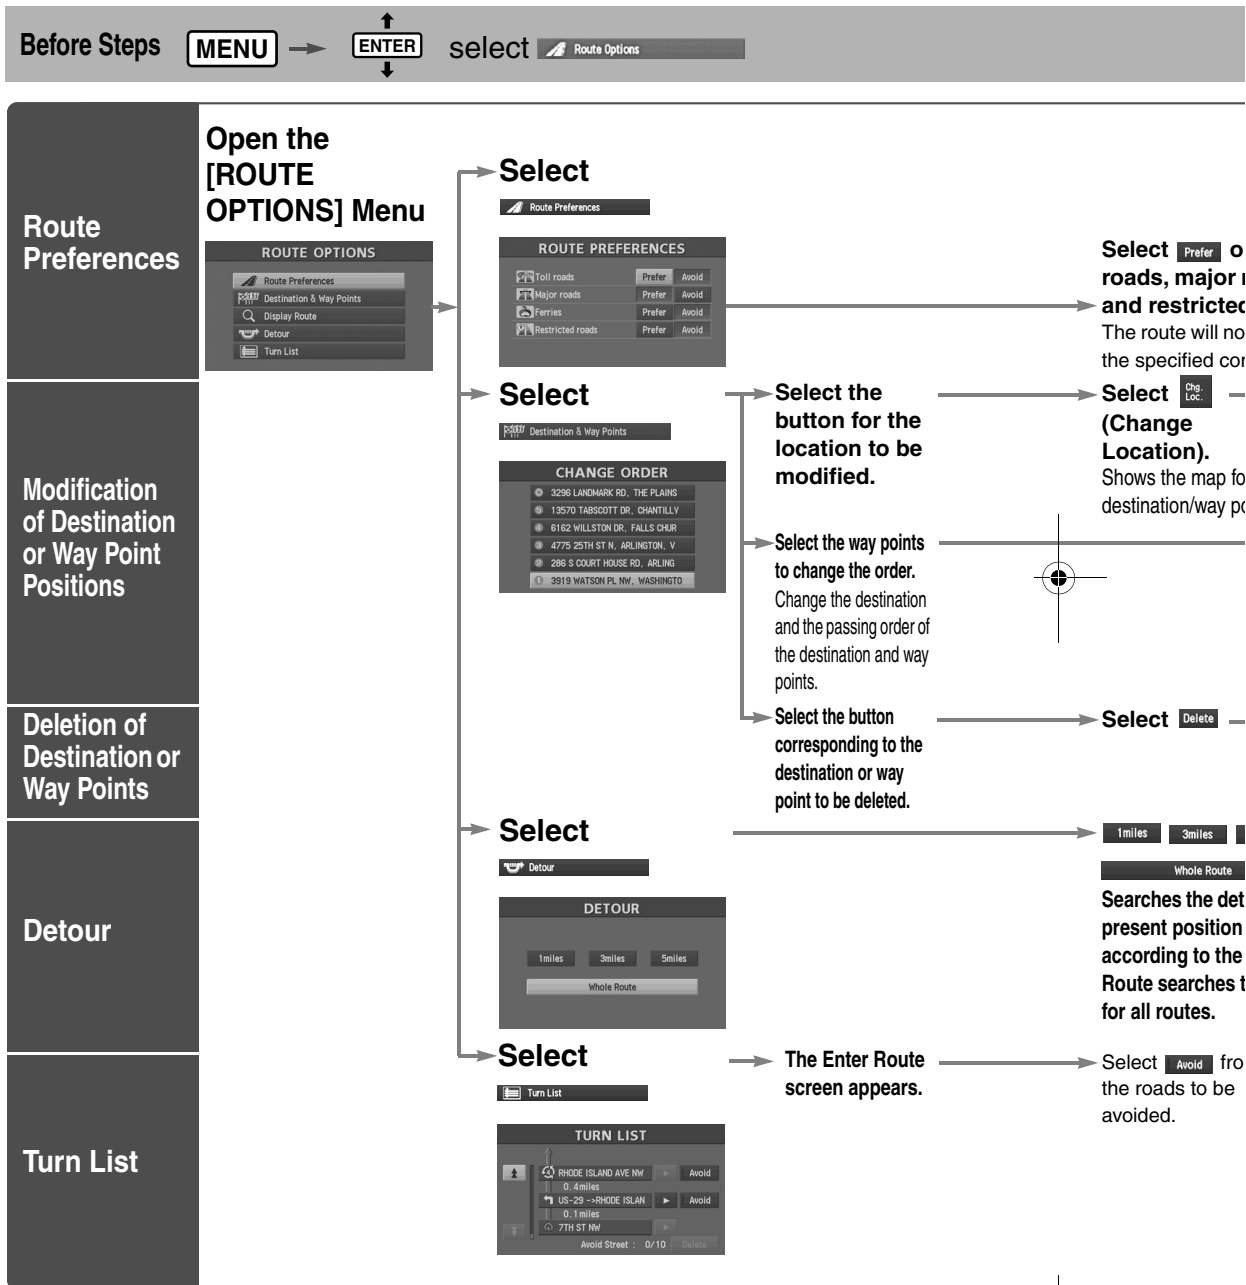 Before Steps MENU ENTER select Route Options
Route
Preferences
Open the
[ROUTE
OPTIONS] Menu
ROUTE OPTIONS
Route Preferences
Destination & Way Points
Display Route
Detour
Turn List
Select
Route Preferences
ROUTE PREFERENCES
Toll roads Prefer Avoid
Major roads Prefer Avoid
Ferries Prefer Avoid
Restricted roads Prefer Avoid
Select Prefer o
roads, major
and restricted
The route will no
the specified co
Modification
of Destination
or Way Point
Positions
Select
Destination & Way Points
CHANGE ORDER
3296 LANDMARK RD, THE PLAINS
5 13570 TABSCOTT DR, CHANTILLY
4 6162 WILLSTON DR, FALLS CHUR
3 4775 25TH ST N, ARLINGTON, V
2 286 S COURT HOUSE RD, ARLING
1 3919 WATSON PL NW, WASHINGTO
Select the
button for the
location to be
modified.
Select Chg. Loc.
(Change
Location).
Shows the map fo
destination/way po
Select the way points
to change the order.
Change the destination
and the passing order of
the destination and way
points.
Deletion of
Destination or
Way Points
Select the button
corresponding to the
destination or way
point to be deleted.
Select Delete
Detour
Select
Detour
DETOUR
1miles 3miles 5miles
Whole Route
1miles 3miles
Whole Route
Searches the det
present position
according to the
Route searches t
for all routes.
Turn List
Select
Turn List
TURN LIST
RHODE ISLAND AVE NW Avoid
0.4miles
US-29 ->RHODE ISLAN Avoid
0.1miles
7TH ST NW
Avoid Street : 0/10 Delete
The Enter Route
screen appears.
Select Avoid fro
the roads to be
avoided.